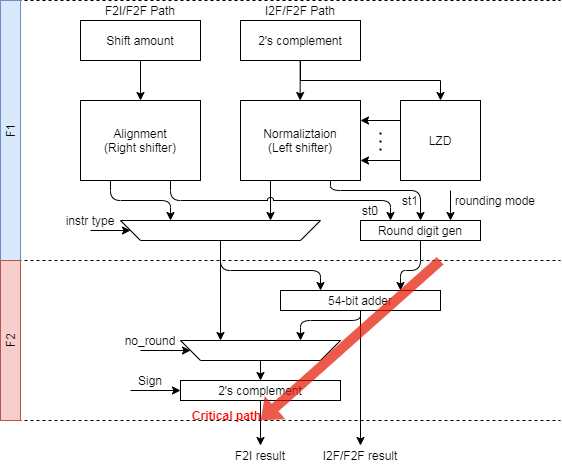 F2I/F2F Path
I2F/F2F Path
Shift amount
2's complement
F1
Alignment
(Right shifter)
Normaliztaion
(Left shifter)
LZD
st0
st1
rounding mode
instr type
Round digit gen
F2
54-bit adder
no_round
Sign
2's complement
Critical path
F2I result
I2F/F2F result